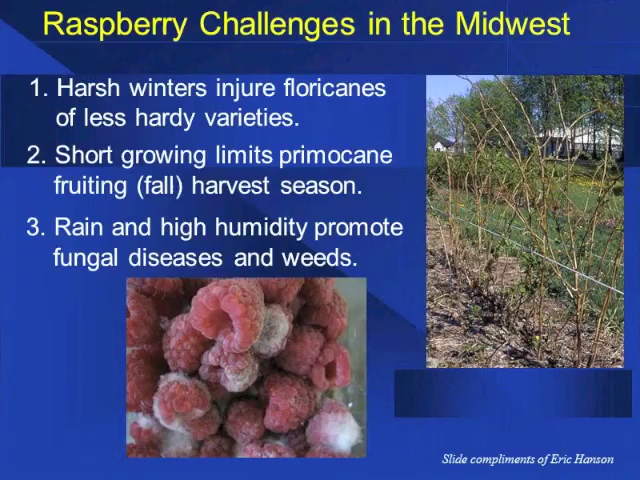 Raspberry Challenges in the Midwest
1. Harsh winters injure floricanes
of less hardy varieties.
2. Short growing limits primocane
fruiting (fall) harvest season.
3. Rain and high humidity promote
fungal diseases and weeds.
Slide compliments of Eric Hanson